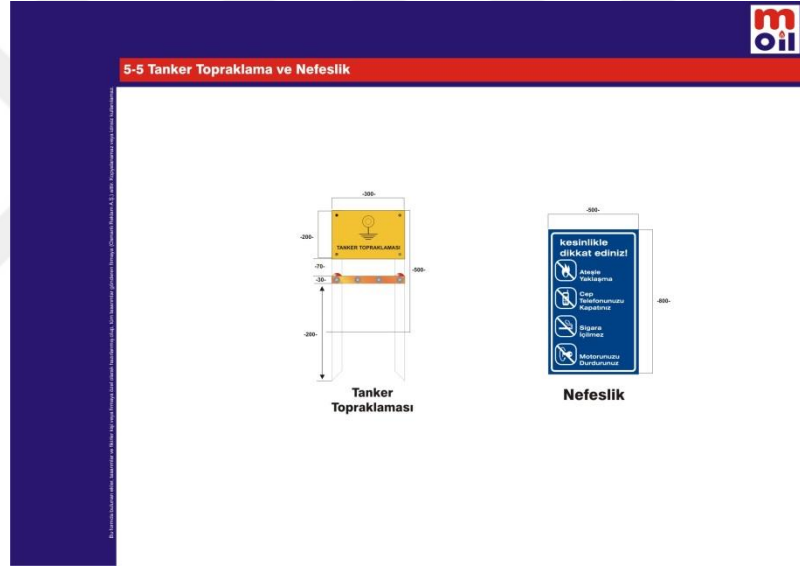 m
oil
5-5 Tanker Topraklama ve Nefeslik
-300-
-200-
TANKER TOPRAKLAMASI
-70-
-30-
-500-
-200-
Tanker
Topraklaması
-500-
kesinlikle
dikkat ediniz!
Ateşle
Yaklaşma
Cep
Telefonunuzu
Kapatınız
Sigara
İçilmez
Motorunuzu
Durdurunuz
-800-
Nefeslik